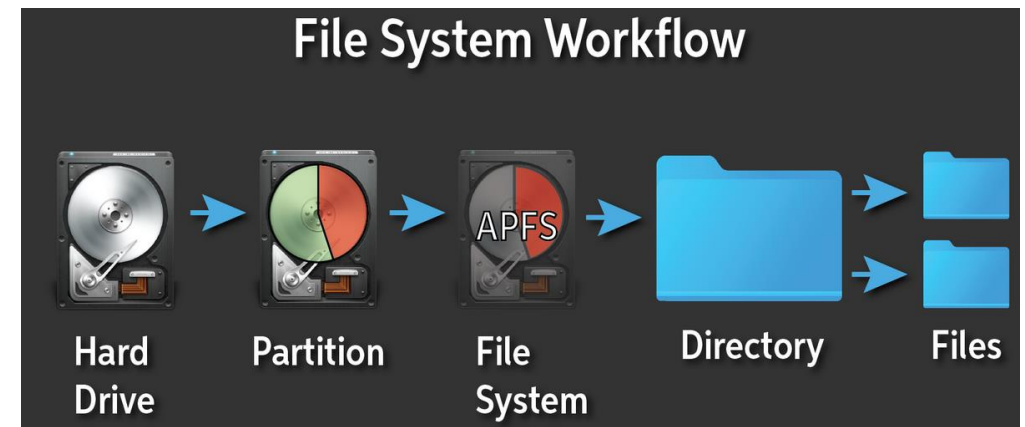 File System Workflow
APFS
Hard
Drive
Partition
File
System
Directory
Files